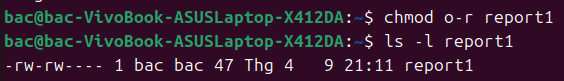 bac@bac-VivoBook-ASUSLaptop-X412DA:~$ chmod o-r report1
bac@bac-VivoBook-ASUSLaptop-X412DA:~$ ls -l report1
-rw-rw---- 1 bac bac 47 Thg 4   9 21:11 report1